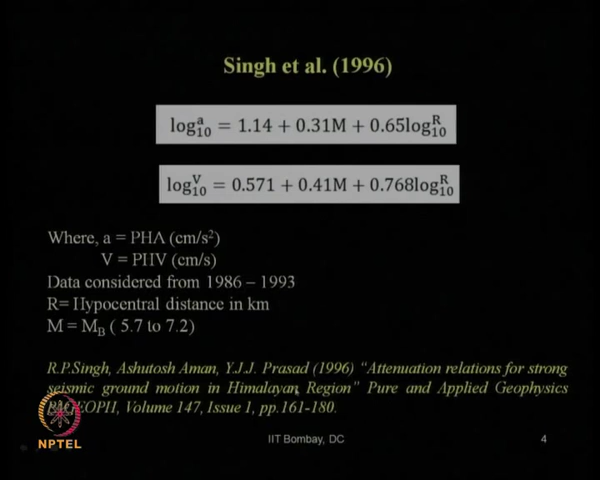 Singh et al. (1996)
log₁₀ᵃ = 1.14 + 0.31M + 0.65log₁₀ᴿ
log₁₀ⱽ = 0.571 + 0.41M + 0.768log₁₀ᴿ
Where, a = PHA (cm/s²)
V = PHV (cm/s)
Data considered from 1986 – 1993
R= Hypocentral distance in km
M = M_B ( 5.7 to 7.2)
R.P.Singh, Ashutosh Aman, Y.J.J. Prasad (1996) “Attenuation relations for strong
seismic ground motion in Himalayan Region” Pure and Applied Geophysics
Volume 147, Issue 1, pp.161-180.
NPTEL
IIT Bombay, DC
4